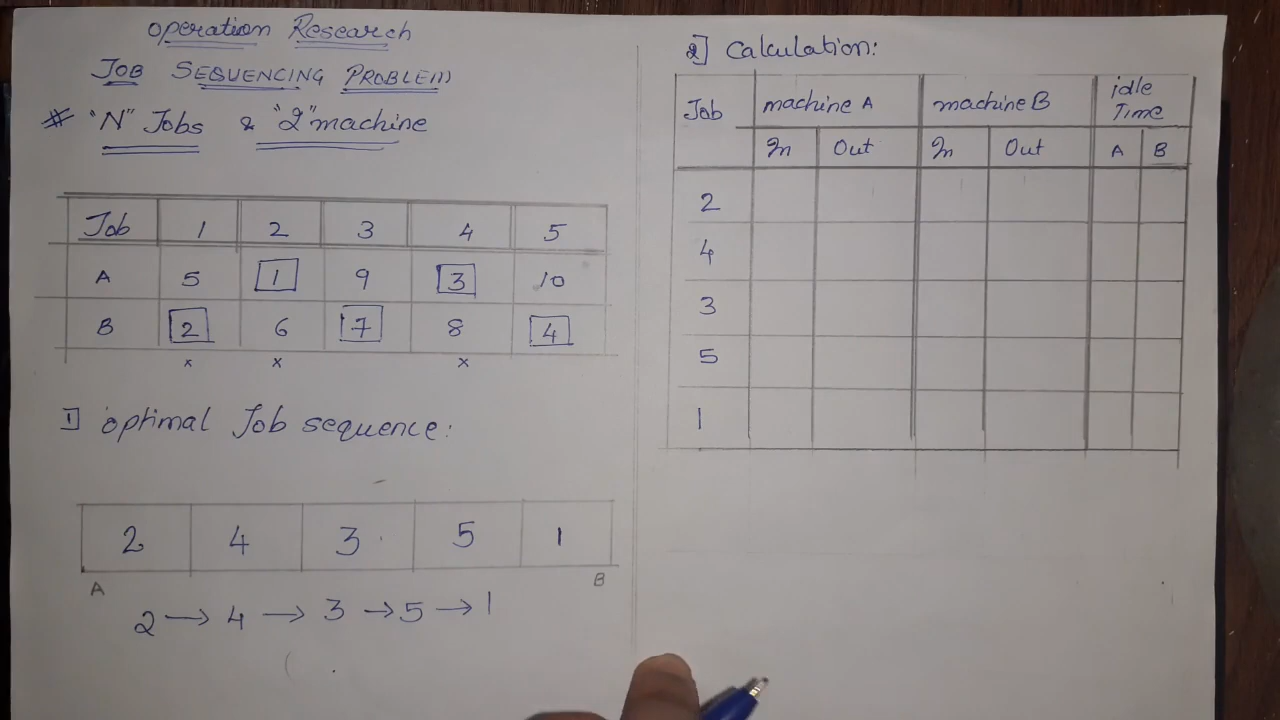 Operation Research
JOB SEQUENCING PROBLEM
* "N" Jobs & "2" machine
Job 1 2 3 4 5
A 5 1 9 3 10
B 2 6 7 8 4
x x x
1] optimal Job sequence:
2 4 3 5 1
A B
2 → 4 → 3 → 5 → 1
2] Calculation:
Job machine A machine B idle Time
In Out In Out A B
2
4
3
5
1